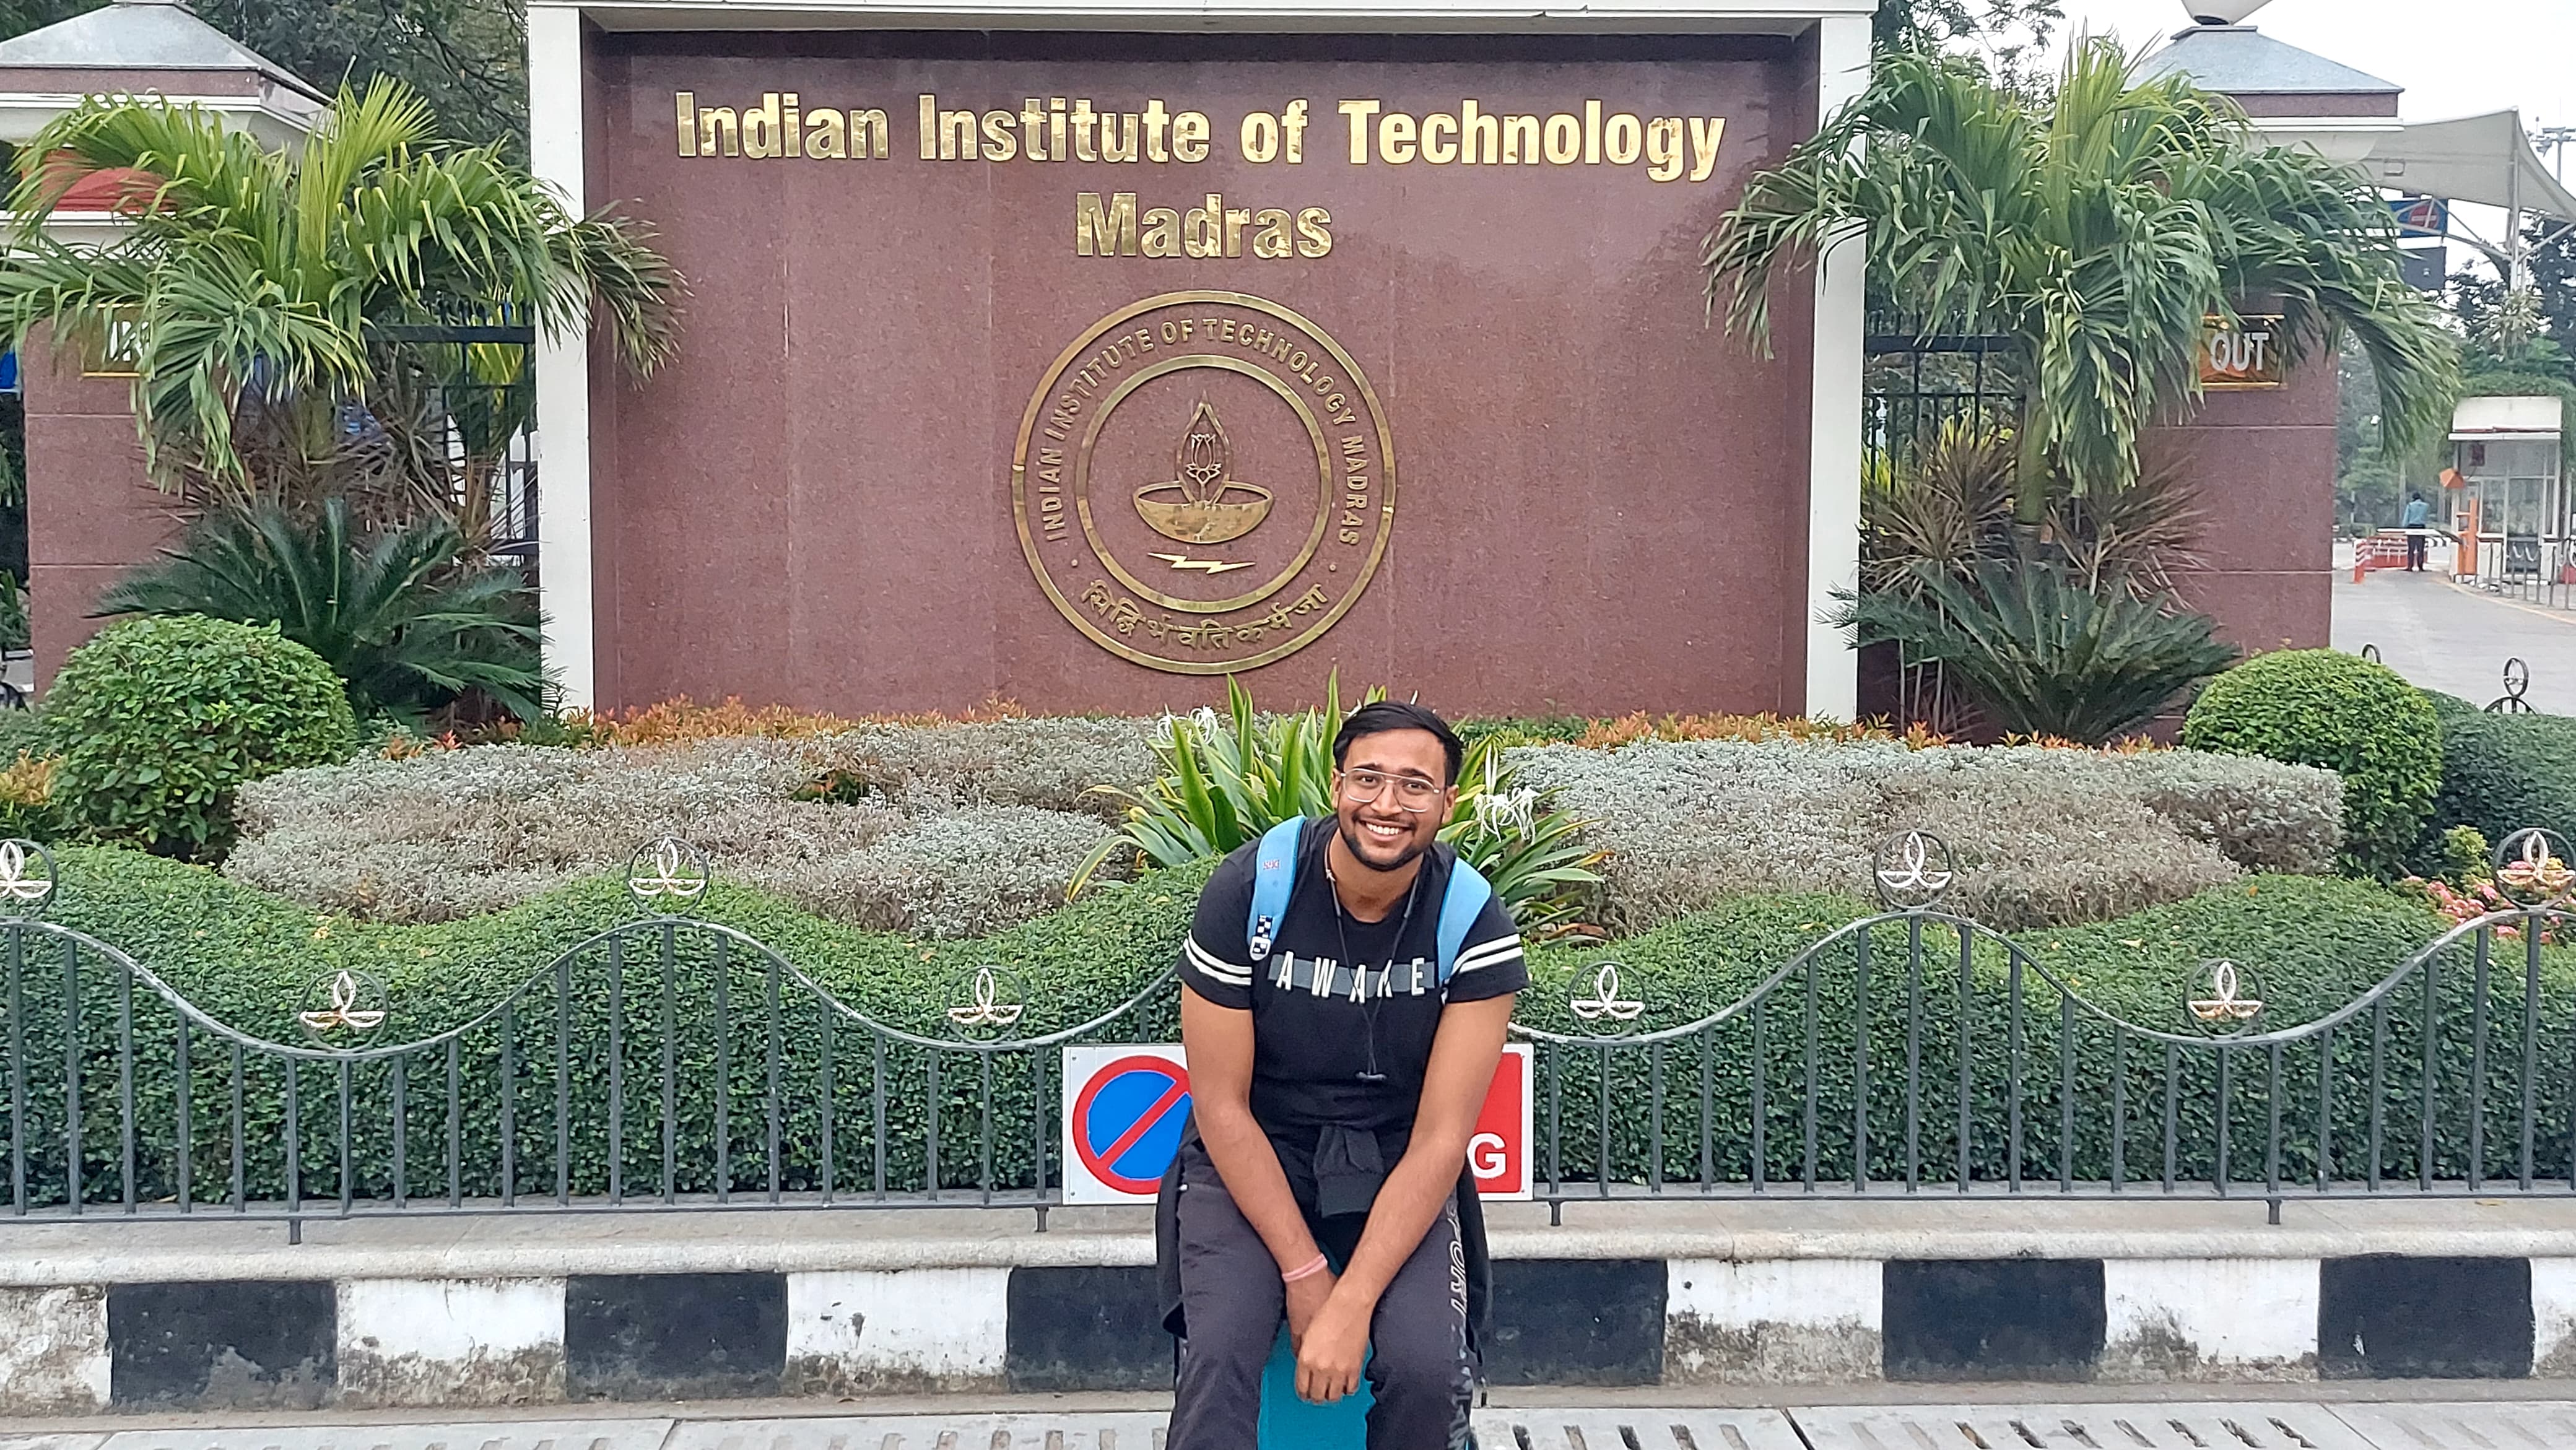 Indian Institute of Technology
Madras
INDIAN INSTITUTE OF TECHNOLOGY MADRAS
सिद्धिर्भवति कर्मजा
OUT
AWAKE
G